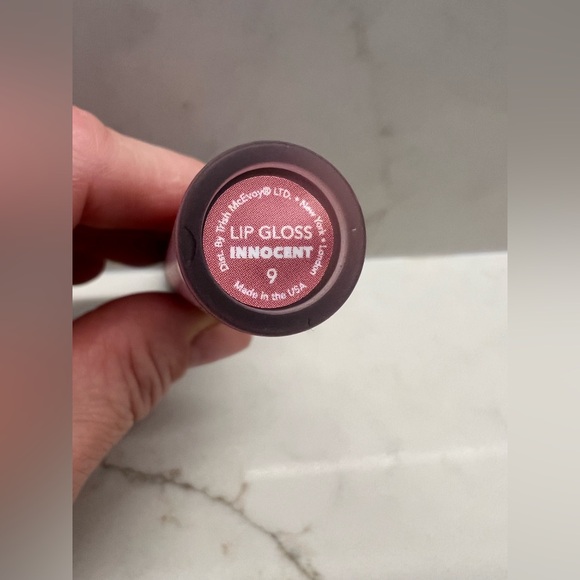 Dist. By Trish McEvoy® LTD. • New York • London
LIP GLOSS
INNOCENT
9
Made in the USA